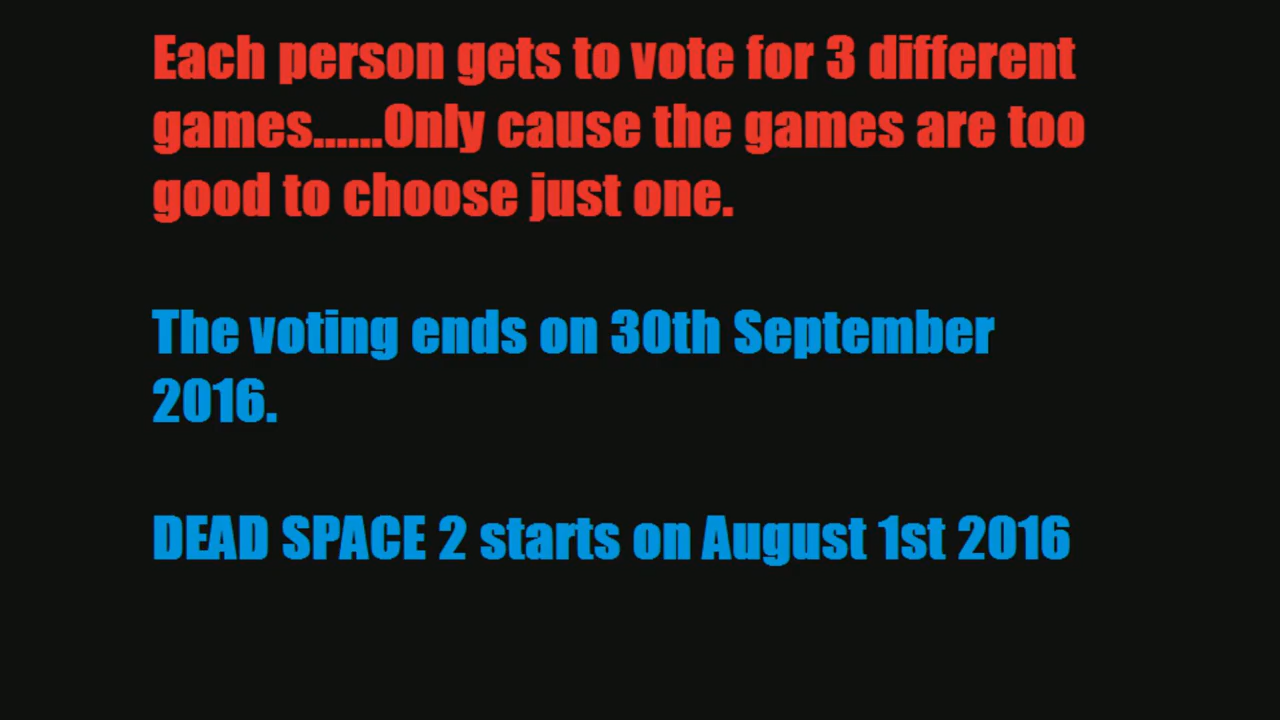 Each person gets to vote for 3 different
games......Only cause the games are too
good to choose just one.
The voting ends on 30th September
2016.
DEAD SPACE 2 starts on August 1st 2016